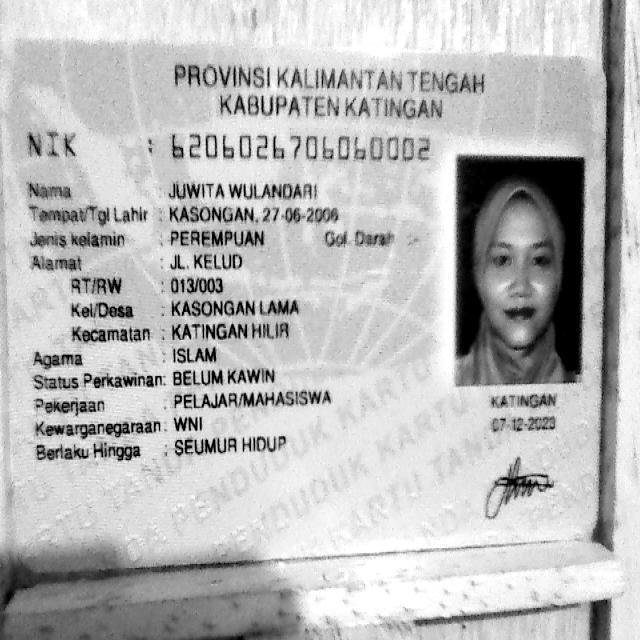 PROVINSI KALIMANTAN TENGAH
KABUPATEN KATINGAN
NIK : 6206026706060002
Nama : JUWITA WULANDARI
Tempat/Tgl Lahir : KASONGAN, 27-06-2006
Jenis kelamin : PEREMPUAN Gol. Darah :-
Alamat : JL. KELUD
RT/RW : 013/003
Kel/Desa : KASONGAN LAMA
Kecamatan : KATINGAN HILIR
Agama : ISLAM
Status Perkawinan: BELUM KAWIN
Pekerjaan : PELAJAR/MAHASISWA
Kewarganegaraan: WNI
Berlaku Hingga : SEUMUR HIDUP
KATINGAN
07-12-2023